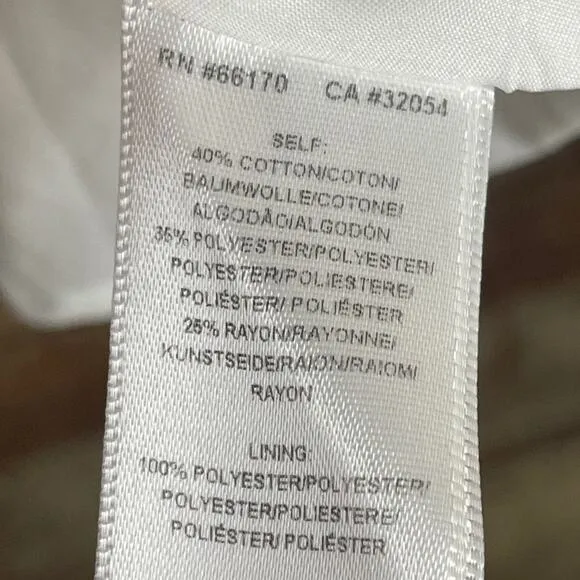 RN #66170 CA #32054
SELF:
40% COTTON/COTON/
BAUMWOLLE/COTONE/
ALGODÃO/ALGODÓN
35% POLYESTER/POLYESTER/
POLYESTER/POLIESTERE/
POLIÉSTER/ POLIÉSTER
25% RAYON/RAYONNE/
KUNSTSEIDE/RAION/RAIOM/
RAYON
LINING:
100% POLYESTER/POLYESTER/
POLYESTER/POLIESTERE/
POLIÉSTER/ POLIÉSTER